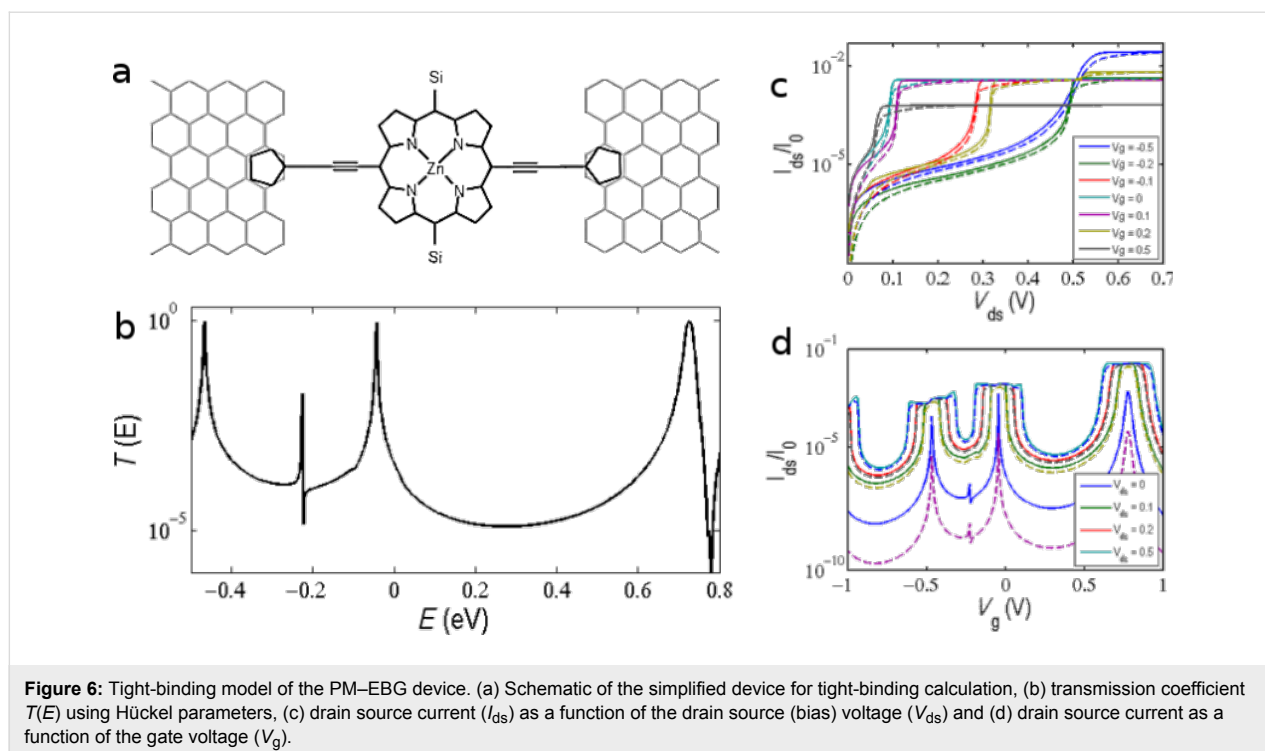 a
Si
N
N
Zn
N
N
Si
b
10⁰
10⁻⁵
T (E)
−0.4
−0.2
0
0.2
0.4
0.6
0.8
E (eV)
c
10⁻²
10⁻⁵
I_ds/I_0
Vg = -0.5
Vg = -0.2
Vg = -0.1
Vg = 0
Vg = 0.1
Vg = 0.2
Vg = 0.5
0 0.1 0.2 0.3 0.4 0.5 0.6 0.7
V_ds (V)
d
10⁻¹
10⁻⁵
10⁻¹⁰
I_ds/I_0
V_ds = 0
V_ds = 0.1
V_ds = 0.2
V_ds = 0.5
−1 −0.5 0 0.5 1
V_g (V)
Figure 6: Tight-binding model of the PM–EBG device. (a) Schematic of the simplified device for tight-binding calculation, (b) transmission coefficient
T(E) using Hückel parameters, (c) drain source current (I_ds) as a function of the drain source (bias) voltage (V_ds) and (d) drain source current as a
function of the gate voltage (V_g).